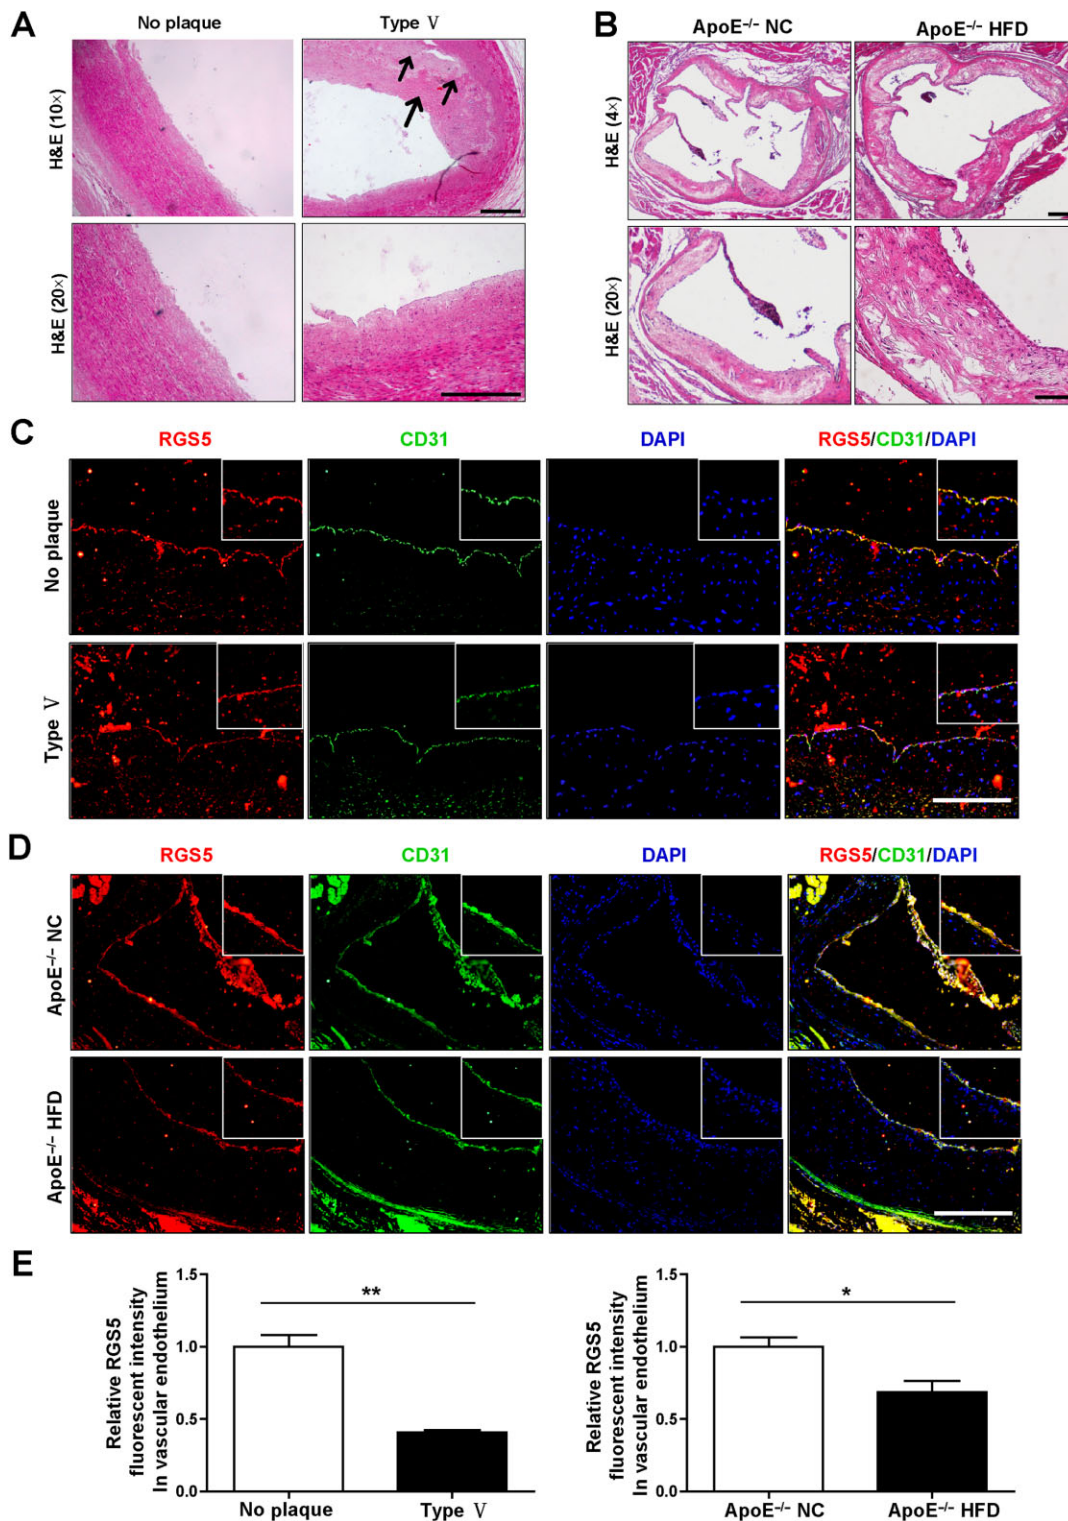 A
No plaque
Type V
H&E (10×)
H&E (20×)
B
ApoE⁻/⁻ NC
ApoE⁻/⁻ HFD
H&E (4×)
H&E (20×)
C
RGS5
CD31
DAPI
RGS5/CD31/DAPI
No plaque
Type V
D
RGS5
CD31
DAPI
RGS5/CD31/DAPI
ApoE⁻/⁻ NC
ApoE⁻/⁻ HFD
E
Relative RGS5
fluorescent intensity
In vascular endothelium
1.5
1.0
0.5
0.0
**
No plaque
Type V
Relative RGS5
fluorescent intensity
In vascular endothelium
1.5
1.0
0.5
0.0
*
ApoE⁻/⁻ NC
ApoE⁻/⁻ HFD